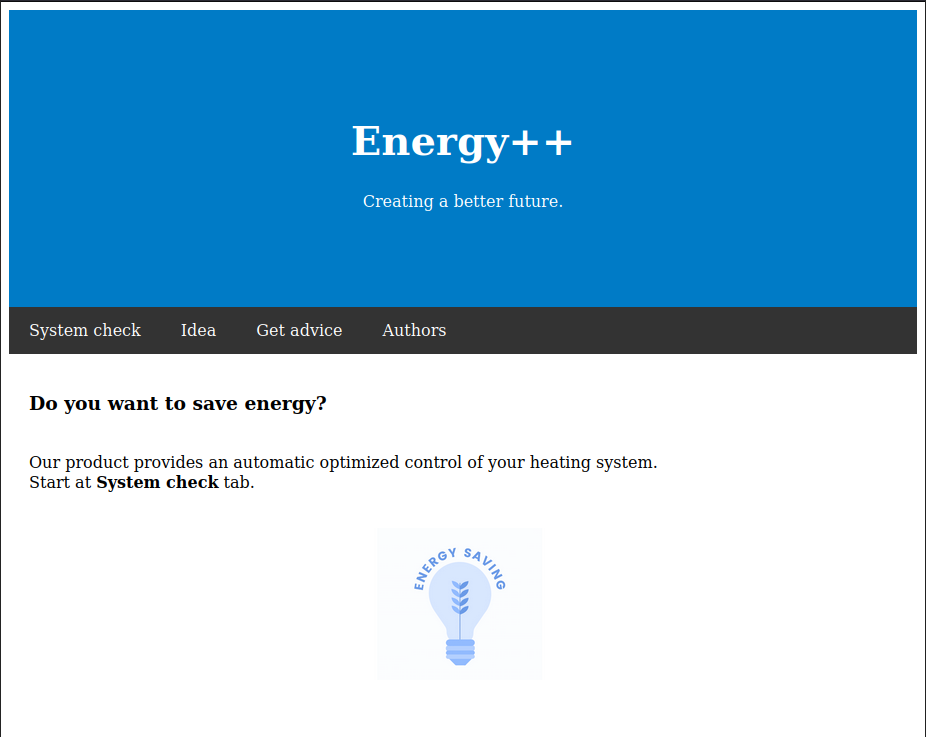 Energy++
Creating a better future.
System check Idea Get advice Authors
Do you want to save energy?
Our product provides an automatic optimized control of your heating system.
Start at System check tab.
ENERGY SAVING